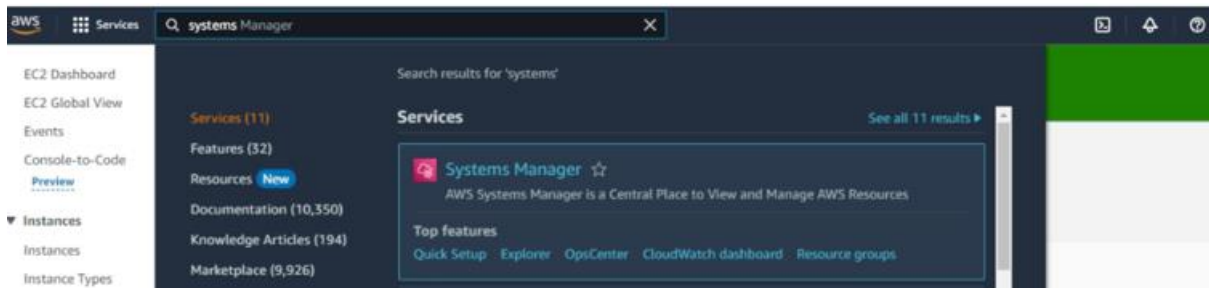 aws Services systems Manager
EC2 Dashboard
EC2 Global View
Events
Console-to-Code
Preview
Instances
Instances
Instance Types
Search results for 'systems'
Services (11)
Features (32)
Resources New
Documentation (10,350)
Knowledge Articles (194)
Marketplace (9,926)
Services See all 11 results
Systems Manager
AWS Systems Manager is a Central Place to View and Manage AWS Resources
Top features
Quick Setup Explorer OpsCenter CloudWatch dashboard Resource groups